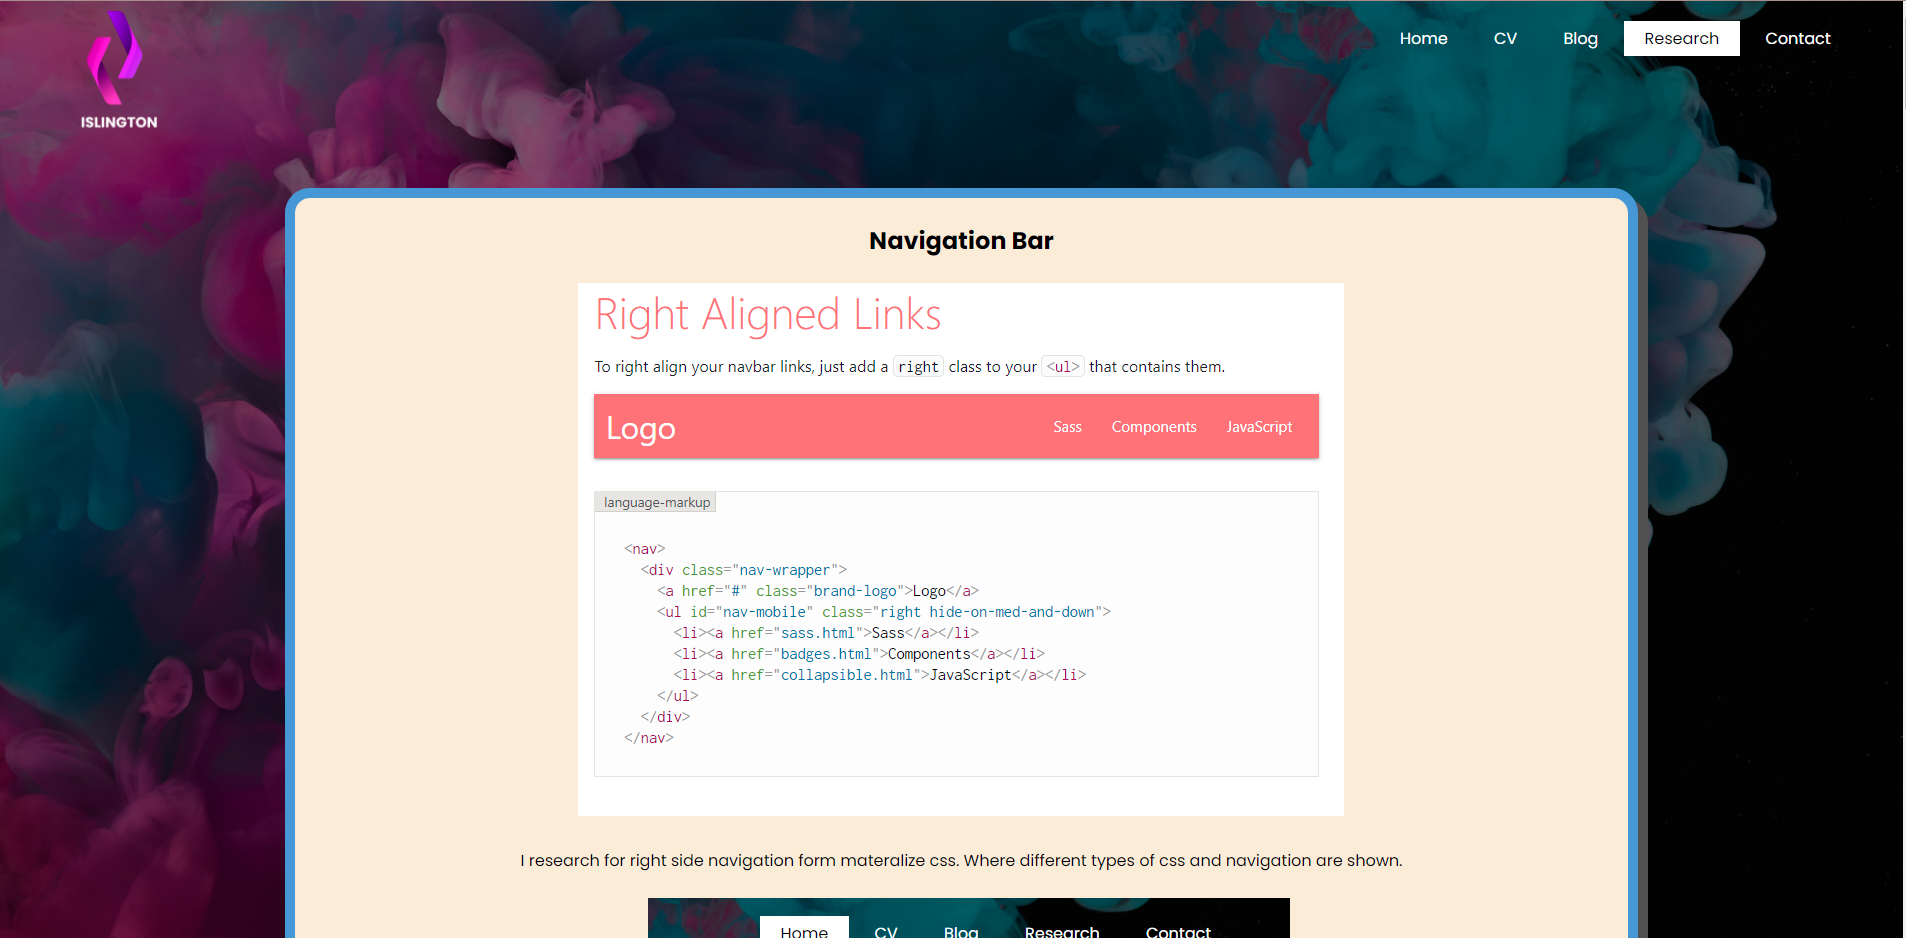 ISLINGTON
Home CV Blog Research Contact
Navigation Bar
Right Aligned Links
To right align your navbar links, just add a right class to your <ul> that contains them.
Logo Sass Components JavaScript
language-markup
<nav>
<div class="nav-wrapper">
<a href="#" class="brand-logo">Logo</a>
<ul id="nav-mobile" class="right hide-on-med-and-down">
<li><a href="sass.html">Sass</a></li>
<li><a href="badges.html">Components</a></li>
<li><a href="collapsible.html">JavaScript</a></li>
</ul>
</div>
</nav>
I research for right side navigation form materalize css. Where different types of css and navigation are shown.
Home CV Blog Research Contact